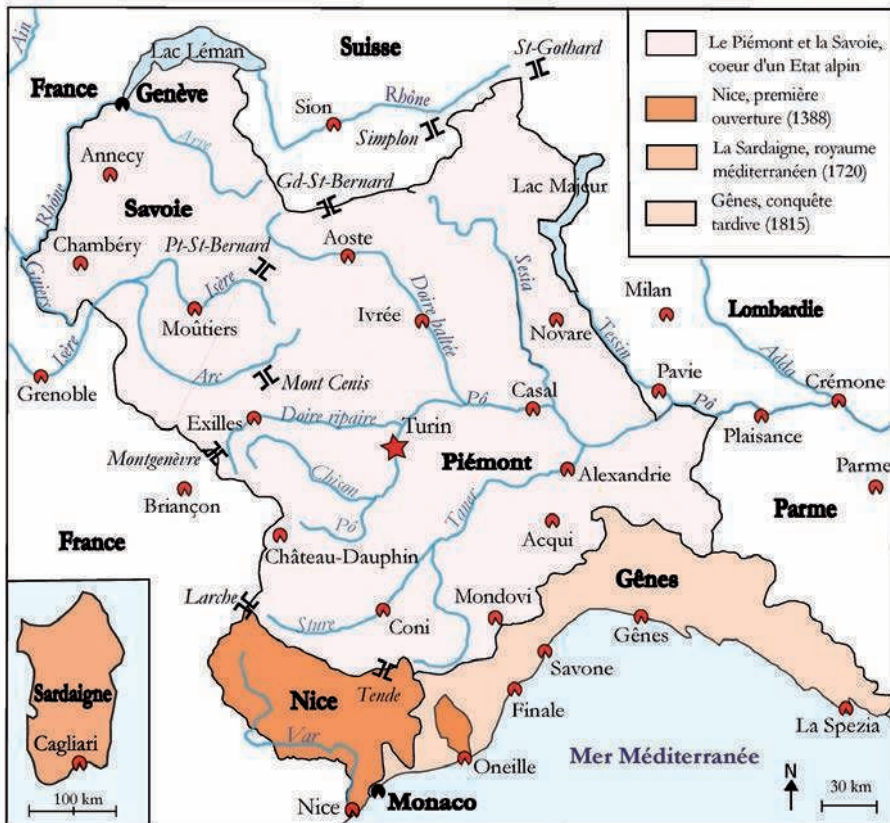 Ain
Lac Léman
Suisse
St-Gothard
France
Genève
Sion
Rhône
Simplon
Arve
Annecy
Gd-St-Bernard
Lac Majeur
Rhône
Savoie
Chambéry
Pt-St-Bernard
Aoste
Guiers
Isère
Moûtiers
Doire baltée
Sesia
Milan
Lombardie
Ivrée
Novare
Tessin
Adda
Isère
Grenoble
Arc
Mont Cenis
Pavie
Crémone
Exilles
Doire ripaire
Turin
Pô
Casal
Pô
Plaisance
Montgenèvre
Chison
Piémont
Alexandrie
Parme
Briançon
Pô
Taner
Acqui
Parme
France
Château-Dauphin
Larche
Sture
Coni
Mondovi
Gênes
Gênes
Savone
Nice
Tende
Finale
La Spezia
Var
Oneille
Mer Méditerranée
Nice
Monaco
N
30 km
Sardaigne
Cagliari
100 km
Le Piémont et la Savoie,
coeur d'un Etat alpin
Nice, première
ouverture (1388)
La Sardaigne, royaume
méditerranéen (1720)
Gênes, conquête
tardive (1815)